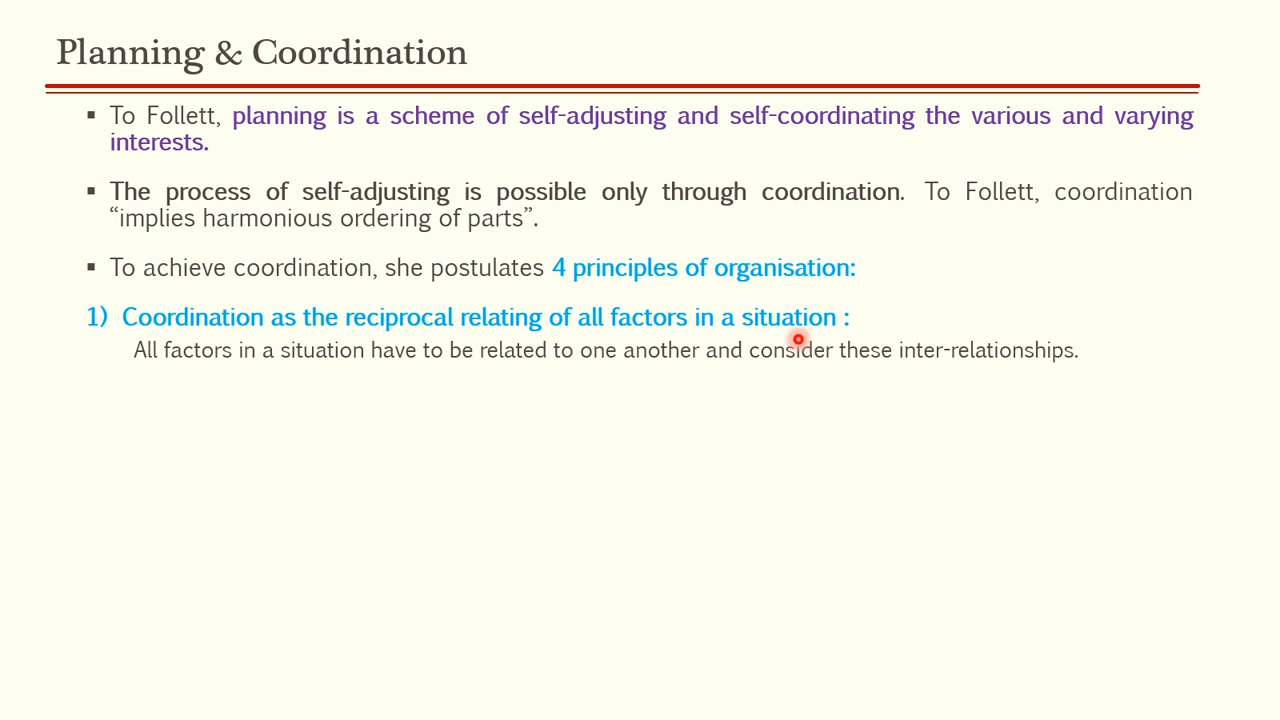 Planning & Coordination
▪ To Follett, planning is a scheme of self-adjusting and self-coordinating the various and varying
interests.
▪ The process of self-adjusting is possible only through coordination. To Follett, coordination
“implies harmonious ordering of parts”.
▪ To achieve coordination, she postulates 4 principles of organisation:
1) Coordination as the reciprocal relating of all factors in a situation :
All factors in a situation have to be related to one another and consider these inter-relationships.